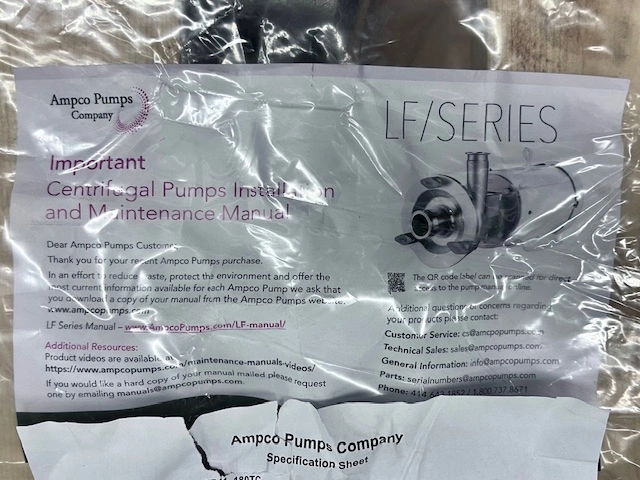 Ampco Pumps
Company
LF/SERIES
Important
Centrifugal Pumps Installation
and Maintenance Manual
Dear Ampco Pumps Customer,
Thank you for your recent Ampco Pumps purchase.
In an effort to reduce waste, protect the environment and offer the
most current information available for each Ampco Pump we ask that
you download a copy of your manual from the Ampco Pumps website.
www.ampcopumps.com
LF Series Manual – www.AmpcoPumps.com/LF-manual/
Additional Resources:
Product videos are available at
https://www.ampcopumps.com/maintenance-manuals-videos/
If you would like a hard copy of your manual mailed please request
one by emailing manuals@ampcopumps.com.
The QR code label can be scanned for direct
access to the pump manual online.
Additional questions or concerns regarding
your products please contact:
Customer Service: cs@ampcopumps.com
Technical Sales: sales@ampcopumps.com
General Information: info@ampcopumps.com
Parts: serialnumbers@ampcopumps.com
Phone: 1.800.737.8671
Ampco Pumps Company
Specification Sheet